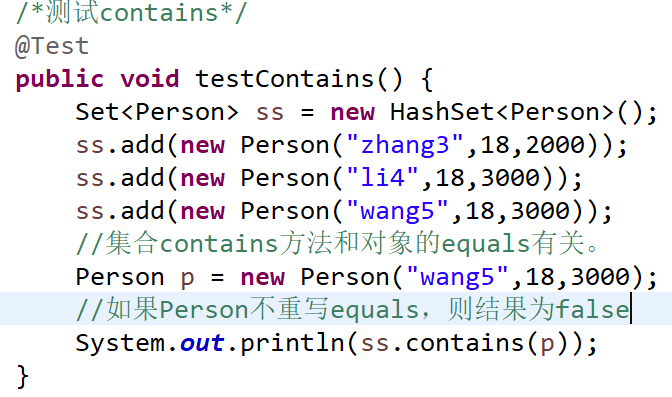 /*测试contains*/
@Test
public void testContains() {
    Set<Person> ss = new HashSet<Person>();
    ss.add(new Person("zhang3",18,2000));
    ss.add(new Person("li4",18,3000));
    ss.add(new Person("wang5",18,3000));
    //集合contains方法和对象的equals有关。
    Person p = new Person("wang5",18,3000);
    //如果Person不重写equals，则结果为false
    System.out.println(ss.contains(p));
}